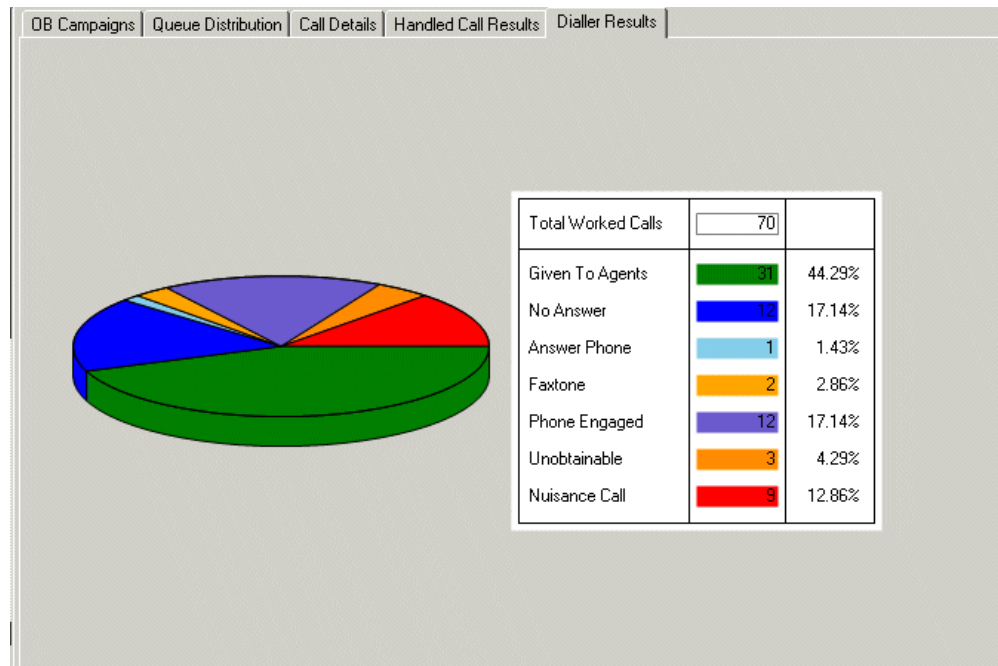 OB Campaigns Queue Distribution Call Details Handled Call Results Dialler Results
Total Worked Calls 70
Given To Agents 31 44.29%
No Answer 12 17.14%
Answer Phone 1 1.43%
Faxtone 2 2.86%
Phone Engaged 12 17.14%
Unobtainable 3 4.29%
Nuisance Call 9 12.86%